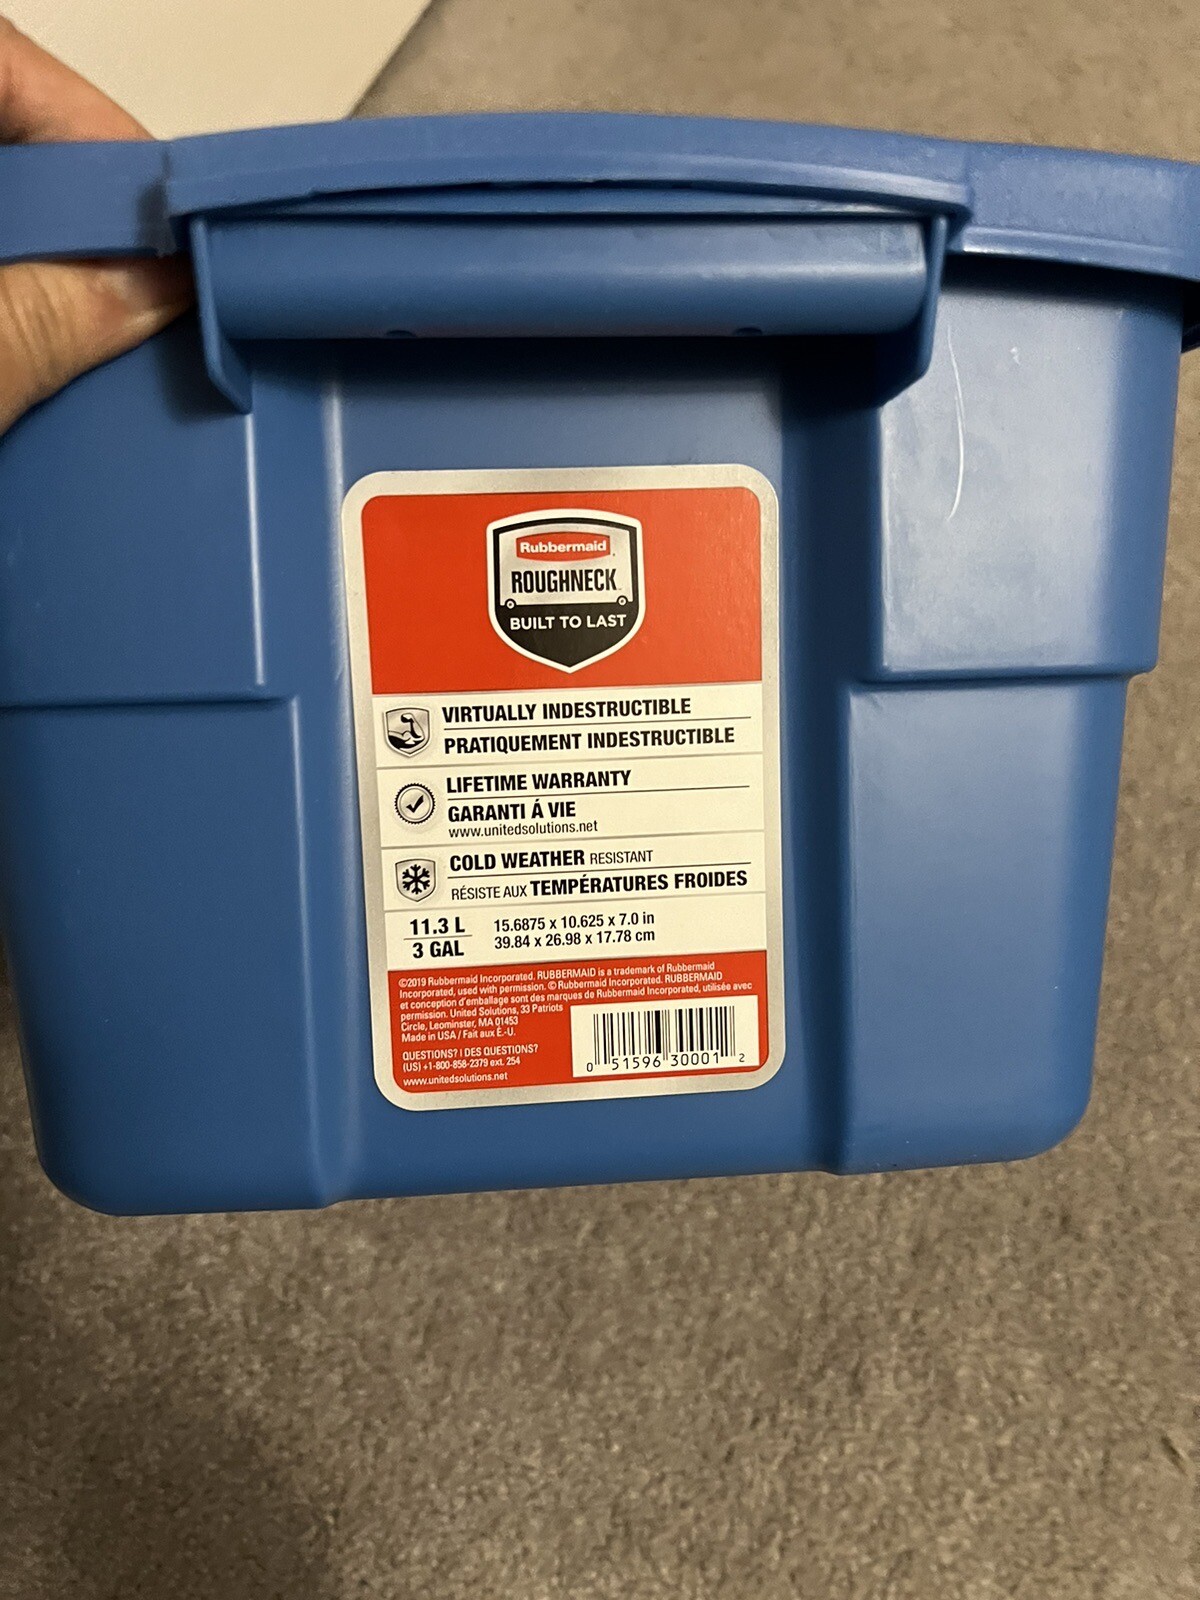 Rubbermaid
ROUGHNECK™
BUILT TO LAST
VIRTUALLY INDESTRUCTIBLE
PRATIQUEMENT INDESTRUCTIBLE
LIFETIME WARRANTY
GARANTI Á VIE
www.unitedsolutions.net
COLD WEATHER RESISTANT
RÉSISTE AUX TEMPÉRATURES FROIDES
11.3 L
3 GAL
15.6875 x 10.625 x 7.0 in
39.84 x 26.98 x 17.78 cm
©2019 Rubbermaid Incorporated. RUBBERMAID is a trademark of Rubbermaid
Incorporated, used with permission. © Rubbermaid Incorporated. RUBBERMAID
et conception d'emballage sont des marques de Rubbermaid Incorporated, utilisée avec
permission. United Solutions, 33 Patriots
Circle, Leominster, MA 01453
Made in USA / Fait aux É.-U.
QUESTIONS? | DES QUESTIONS?
(US) +1-800-858-2379 ext. 254
www.unitedsolutions.net
0 51596 30001 2